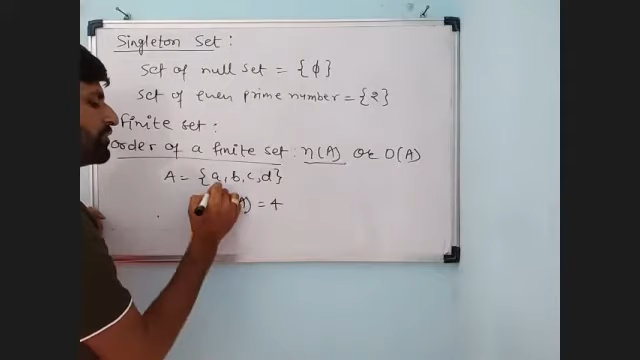 Singleton Set :
Set of null set = {ϕ}
Set of even prime number = {2}
finite set :
Order of a finite set : n(A) or O(A)
A = {a, b, c, d}
A) = 4